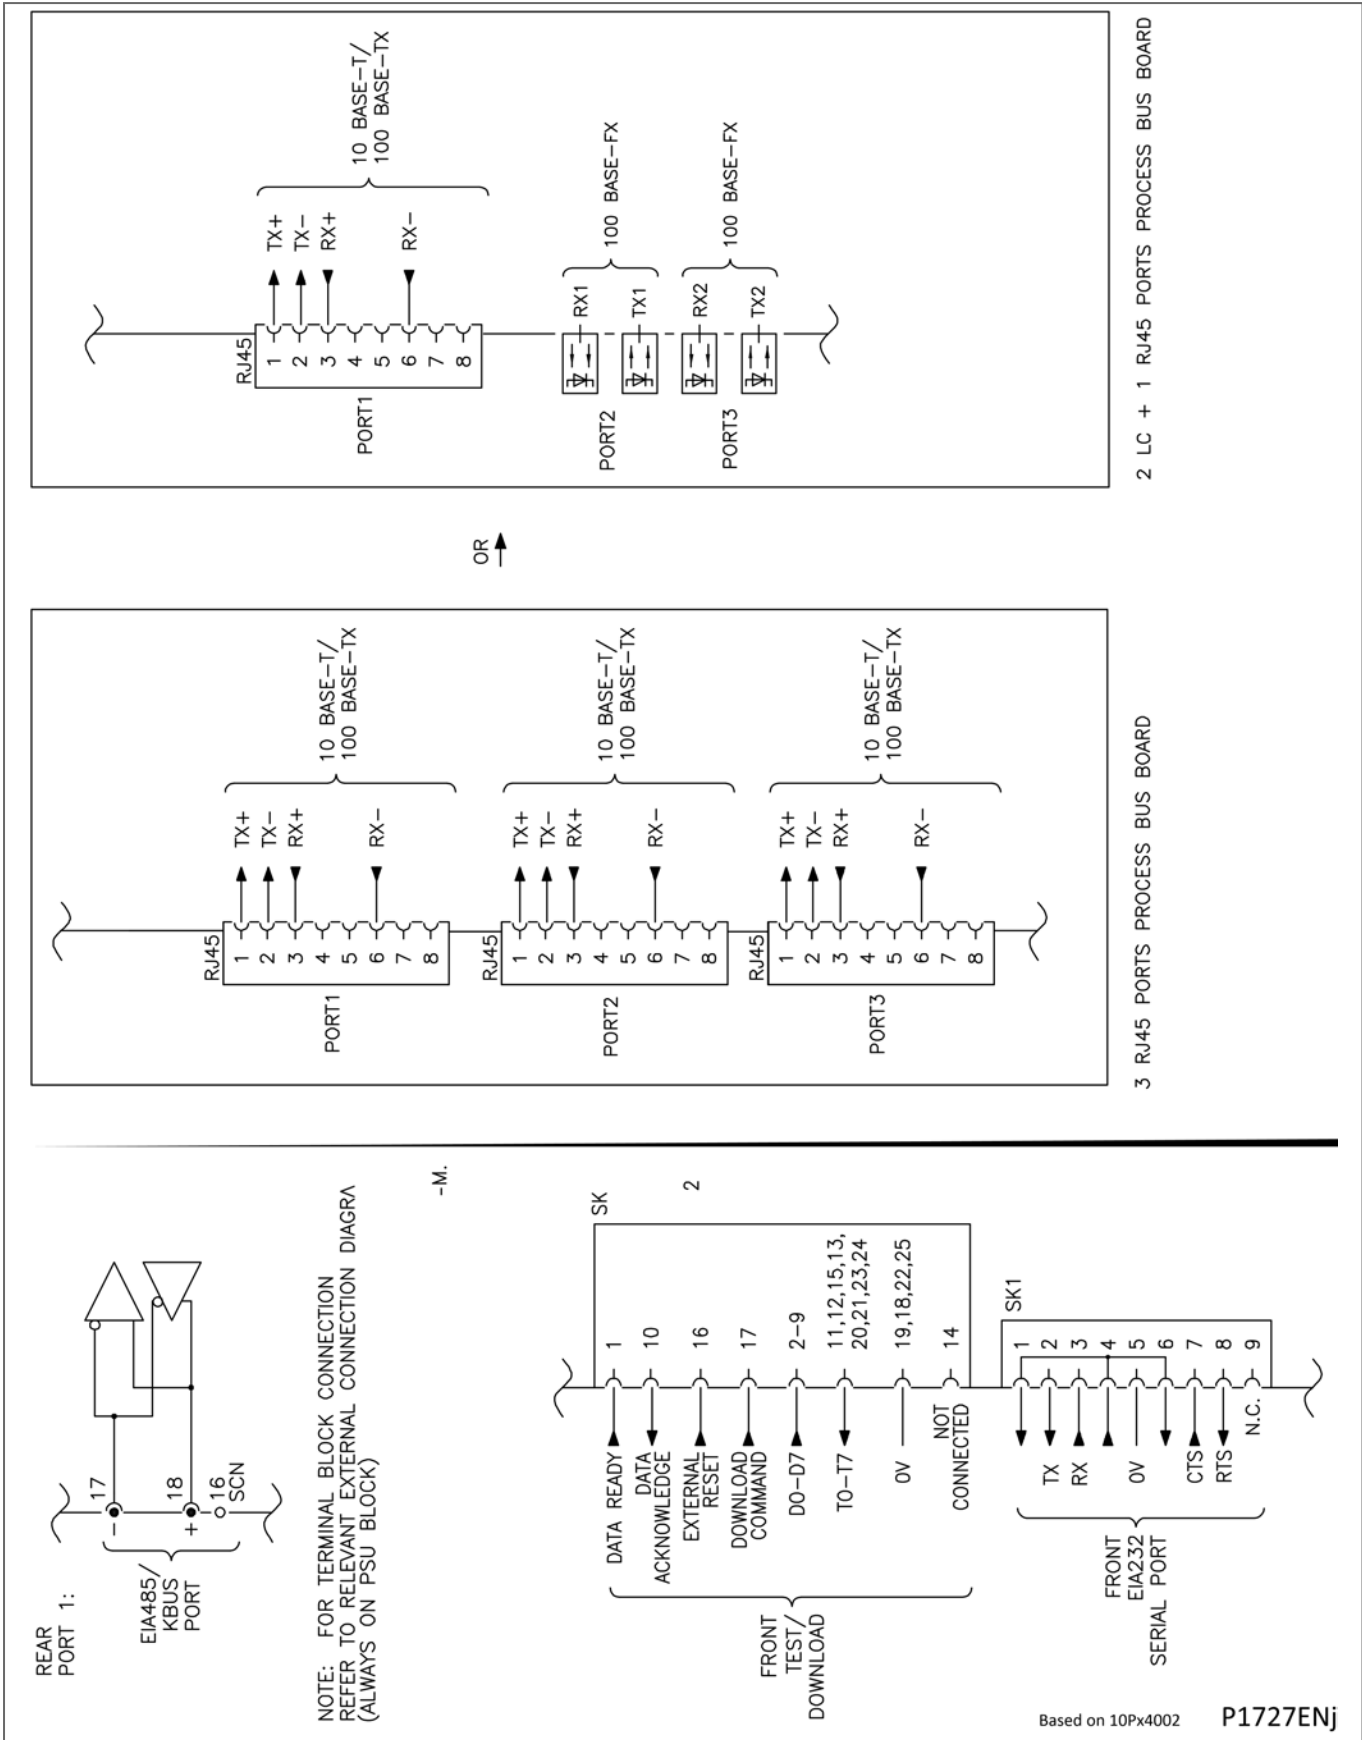 REAR
PORT 1:
EIA485/
KBUS
PORT
-
17
+
18
16
SCN
NOTE: FOR TERMINAL BLOCK CONNECTION
REFER TO RELEVANT EXTERNAL CONNECTION DIAGRA
(ALWAYS ON PSU BLOCK)
-M.
FRONT
TEST/
DOWNLOAD
SK
2
DATA READY 1
DATA
ACKNOWLEDGE 10
EXTERNAL
RESET 16
DOWNLOAD
COMMAND 17
DO-D7 2-9
TO-T7 11,12,15,13,
20,21,23,24
0V 19,18,22,25
NOT
CONNECTED 14
FRONT
EIA232
SERIAL PORT
SK1
1
TX 2
RX 3
4
0V 5
6
CTS 7
RTS 8
N.C. 9
RJ45
PORT1
1 TX+
2 TX-
3 RX+
4
5
6 RX-
7
8
10 BASE-T/
100 BASE-TX
RJ45
PORT2
1 TX+
2 TX-
3 RX+
4
5
6 RX-
7
8
10 BASE-T/
100 BASE-TX
RJ45
PORT3
1 TX+
2 TX-
3 RX+
4
5
6 RX-
7
8
10 BASE-T/
100 BASE-TX
3 RJ45 PORTS PROCESS BUS BOARD
OR
RJ45
PORT1
1 TX+
2 TX-
3 RX+
4
5
6 RX-
7
8
10 BASE-T/
100 BASE-TX
PORT2
RX1
TX1
100 BASE-FX
PORT3
RX2
TX2
100 BASE-FX
2 LC + 1 RJ45 PORTS PROCESS BUS BOARD
Based on 10Px4002
P1727ENj